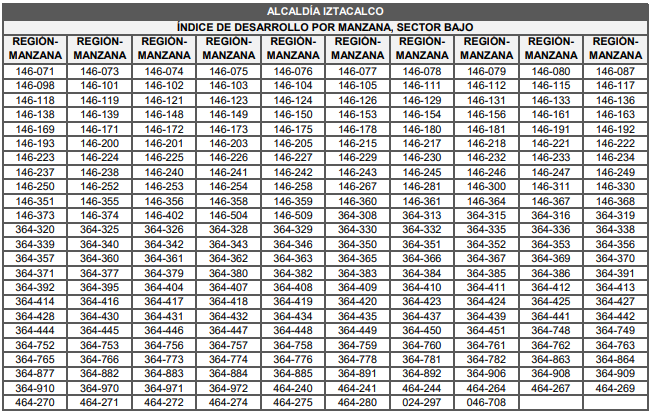 ALCALDÍA IZTACALCO
ÍNDICE DE DESARROLLO POR MANZANA, SECTOR BAJO
REGIÓN- REGIÓN- REGIÓN- REGIÓN- REGIÓN- REGIÓN- REGIÓN- REGIÓN- REGIÓN- REGIÓN-
MANZANA MANZANA MANZANA MANZANA MANZANA MANZANA MANZANA MANZANA MANZANA MANZANA
146-071 146-073 146-074 146-075 146-076 146-077 146-078 146-079 146-080 146-087
146-098 146-101 146-102 146-103 146-104 146-105 146-111 146-112 146-115 146-117
146-118 146-119 146-121 146-123 146-124 146-126 146-129 146-131 146-133 146-136
146-138 146-139 146-148 146-149 146-150 146-153 146-154 146-156 146-161 146-163
146-169 146-171 146-172 146-173 146-175 146-178 146-180 146-181 146-191 146-192
146-193 146-200 146-201 146-203 146-205 146-215 146-217 146-218 146-221 146-222
146-223 146-224 146-225 146-226 146-227 146-229 146-230 146-232 146-233 146-234
146-237 146-238 146-240 146-241 146-242 146-243 146-245 146-246 146-247 146-249
146-250 146-252 146-253 146-254 146-258 146-267 146-281 146-300 146-311 146-330
146-351 146-355 146-356 146-358 146-359 146-360 146-361 146-364 146-367 146-368
146-373 146-374 146-402 146-504 146-509 364-308 364-313 364-315 364-316 364-319
364-320 364-325 364-326 364-328 364-329 364-330 364-332 364-335 364-336 364-338
364-339 364-340 364-342 364-343 364-346 364-350 364-351 364-352 364-353 364-356
364-357 364-360 364-361 364-362 364-363 364-365 364-366 364-367 364-369 364-370
364-371 364-377 364-379 364-380 364-382 364-383 364-384 364-385 364-386 364-391
364-392 364-395 364-404 364-407 364-408 364-409 364-410 364-411 364-412 364-413
364-414 364-416 364-417 364-418 364-419 364-420 364-423 364-424 364-425 364-427
364-428 364-430 364-431 364-432 364-434 364-435 364-437 364-439 364-441 364-442
364-444 364-445 364-446 364-447 364-448 364-449 364-450 364-451 364-748 364-749
364-752 364-753 364-756 364-757 364-758 364-759 364-760 364-761 364-762 364-763
364-765 364-766 364-773 364-774 364-776 364-778 364-781 364-782 364-863 364-864
364-877 364-882 364-883 364-884 364-885 364-891 364-892 364-906 364-908 364-909
364-910 364-970 364-971 364-972 464-240 464-241 464-244 464-264 464-267 464-269
464-270 464-271 464-272 464-274 464-275 464-280 024-297 046-708